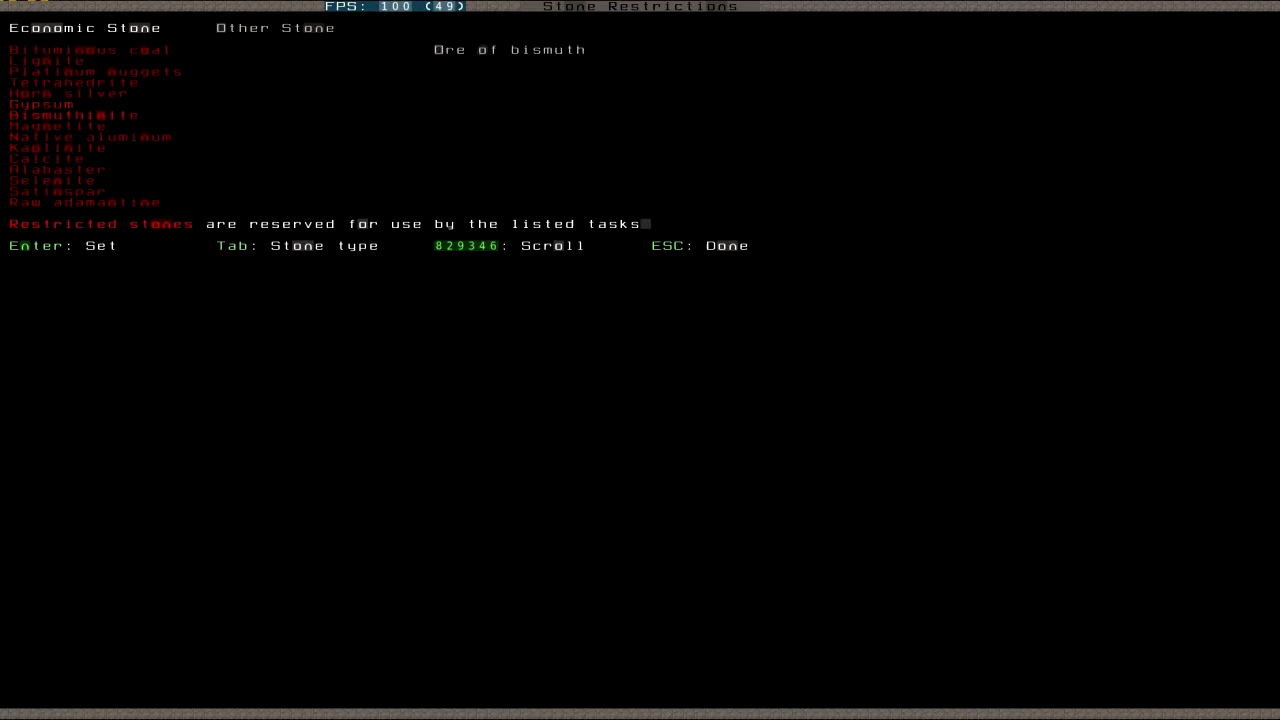 FPS: 100 (49) Stone Restrictions
Economic Stone Other Stone
Bituminous coal Ore of bismuth
Lignite
Platinum nuggets
Tetrahedrite
Horn silver
Gypsum
Bismuthinite
Magnetite
Native aluminum
Kaolinite
Calcite
Alabaster
Selenite
Satinspar
Raw adamantine
Restricted stones are reserved for use by the listed tasks
Enter: Set Tab: Stone type 829346: Scroll ESC: Done